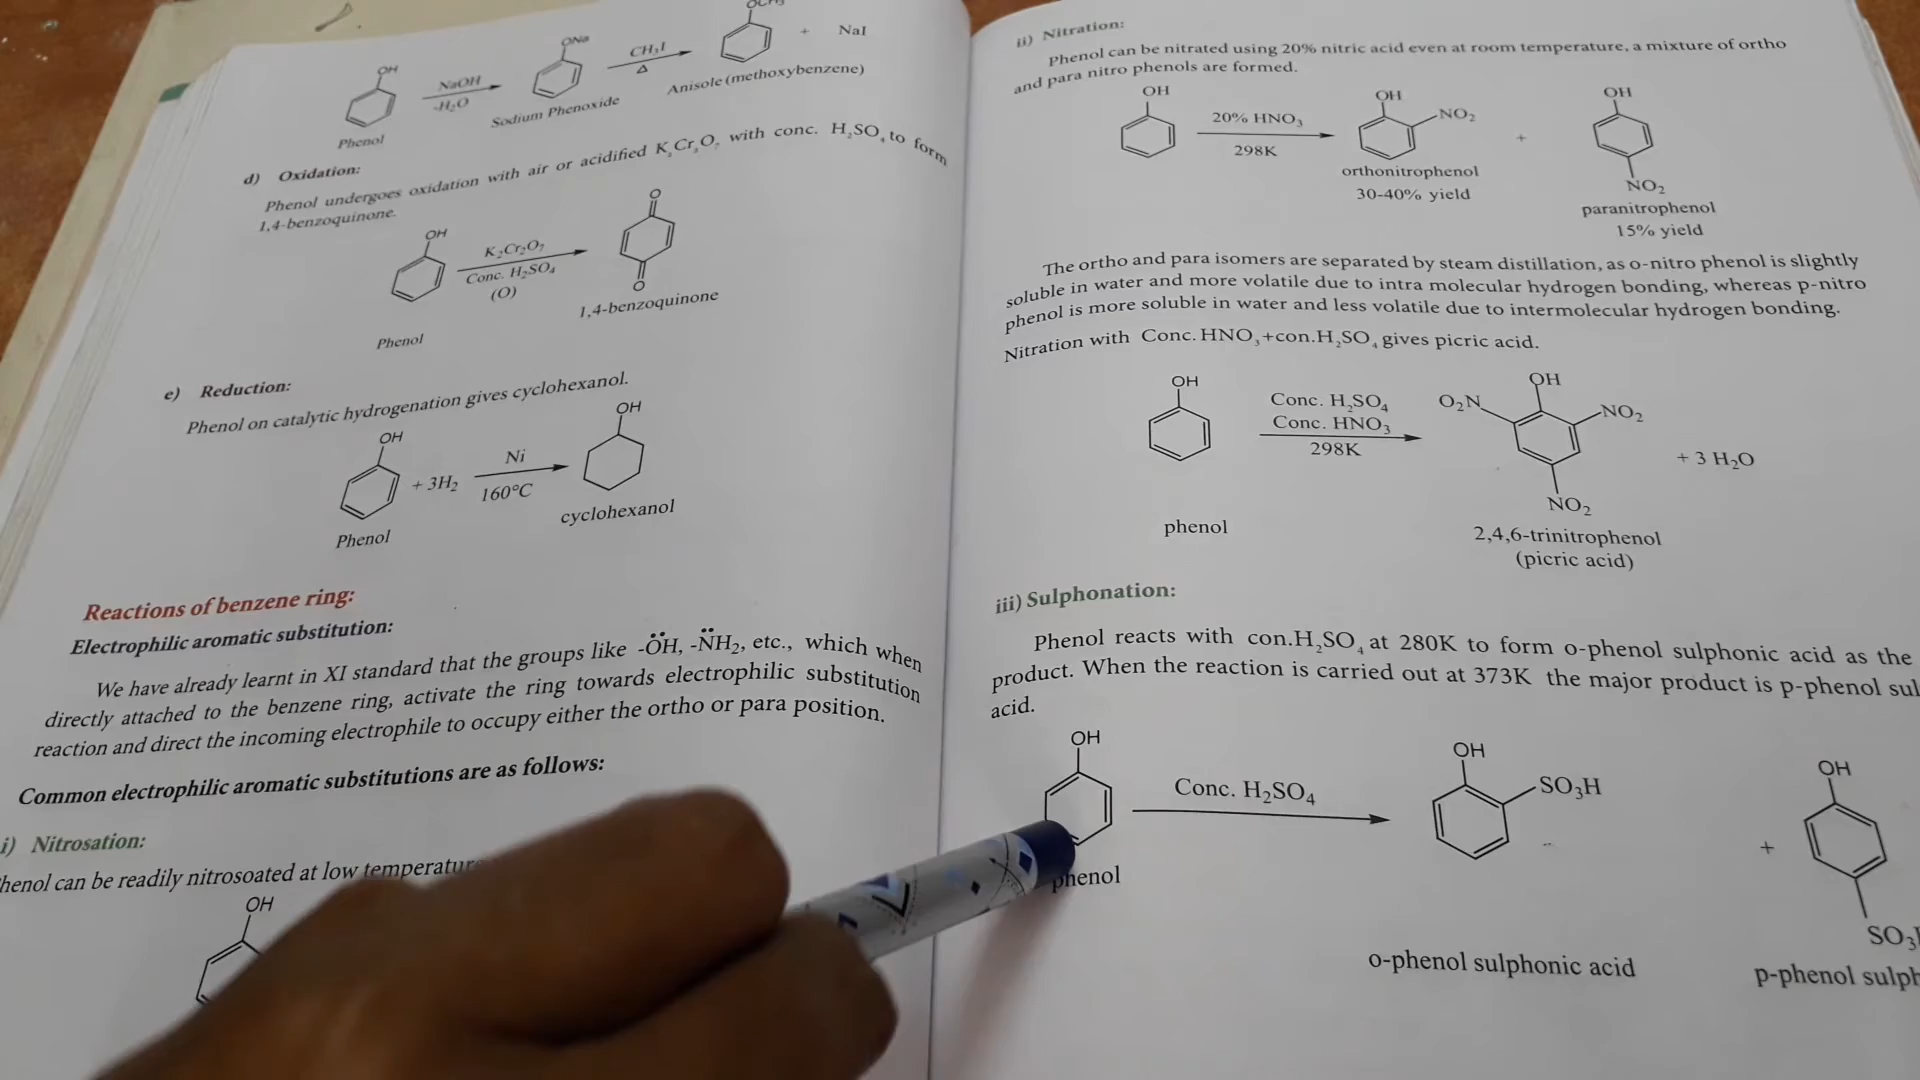 OH
NaOH
-H₂O
Phenol
ONa
Sodium Phenoxide
CH₃I
Δ
OCH₃
+ NaI
Anisole (methoxybenzene)
d) Oxidation:
Phenol undergoes oxidation with air or acidified K₂Cr₂O₇ with conc. H₂SO₄ to form
1,4-benzoquinone.
OH
K₂Cr₂O₇
Conc. H₂SO₄
(O)
O
O
1,4-benzoquinone
Phenol
e) Reduction:
Phenol on catalytic hydrogenation gives cyclohexanol.
OH
+ 3H₂
Ni
160°C
OH
cyclohexanol
Phenol
Reactions of benzene ring:
Electrophilic aromatic substitution:
We have already learnt in XI standard that the groups like -ÖH, -N̈H₂, etc., which when
directly attached to the benzene ring, activate the ring towards electrophilic substitution
reaction and direct the incoming electrophile to occupy either the ortho or para position.
Common electrophilic aromatic substitutions are as follows:
i) Nitrosation:
henol can be readily nitrosoated at low temperatur
OH
ii) Nitration:
Phenol can be nitrated using 20% nitric acid even at room temperature, a mixture of ortho
and para nitro phenols are formed.
OH
20% HNO₃
298K
OH
NO₂
orthonitrophenol
30-40% yield
+
OH
NO₂
paranitrophenol
15% yield
The ortho and para isomers are separated by steam distillation, as o-nitro phenol is slightly
soluble in water and more volatile due to intra molecular hydrogen bonding, whereas p-nitro
phenol is more soluble in water and less volatile due to intermolecular hydrogen bonding.
Nitration with Conc. HNO₃+con.H₂SO₄ gives picric acid.
OH
Conc. H₂SO₄
Conc. HNO₃
298K
OH
O₂N
NO₂
NO₂
+ 3 H₂O
phenol
2,4,6-trinitrophenol
(picric acid)
iii) Sulphonation:
Phenol reacts with con.H₂SO₄ at 280K to form o-phenol sulphonic acid as the
product. When the reaction is carried out at 373K the major product is p-phenol sul
acid.
OH
Conc. H₂SO₄
OH
SO₃H
+
OH
SO₃
phenol
o-phenol sulphonic acid
p-phenol sulph